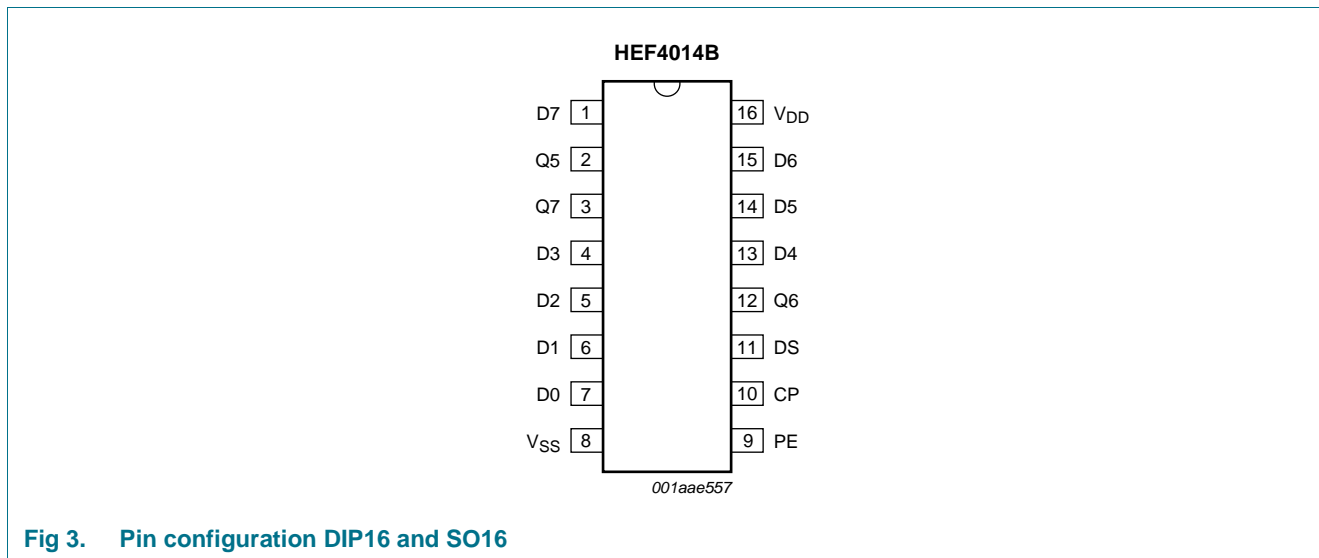 HEF4014B
D7 1 16 VDD
Q5 2 15 D6
Q7 3 14 D5
D3 4 13 D4
D2 5 12 Q6
D1 6 11 DS
D0 7 10 CP
VSS 8 9 PE
001aae557
Fig 3. Pin configuration DIP16 and SO16